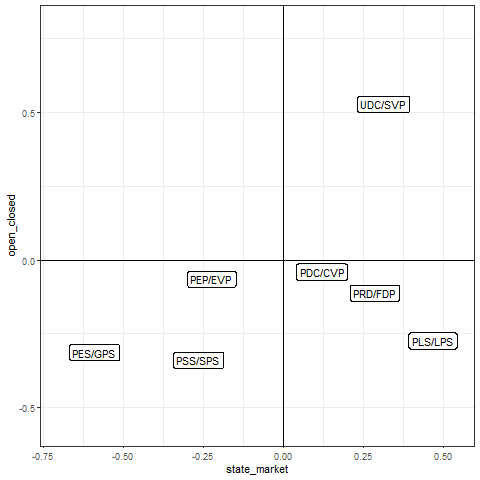 UDC/SVP
0.5
open_closed
0.0
PDC/CVP
PEP/EVP
PRD/FDP
PLS/LPS
PES/GPS
PSS/SPS
-0.5
-0.75
-0.50
-0.25
0.00
0.25
0.50
state_market